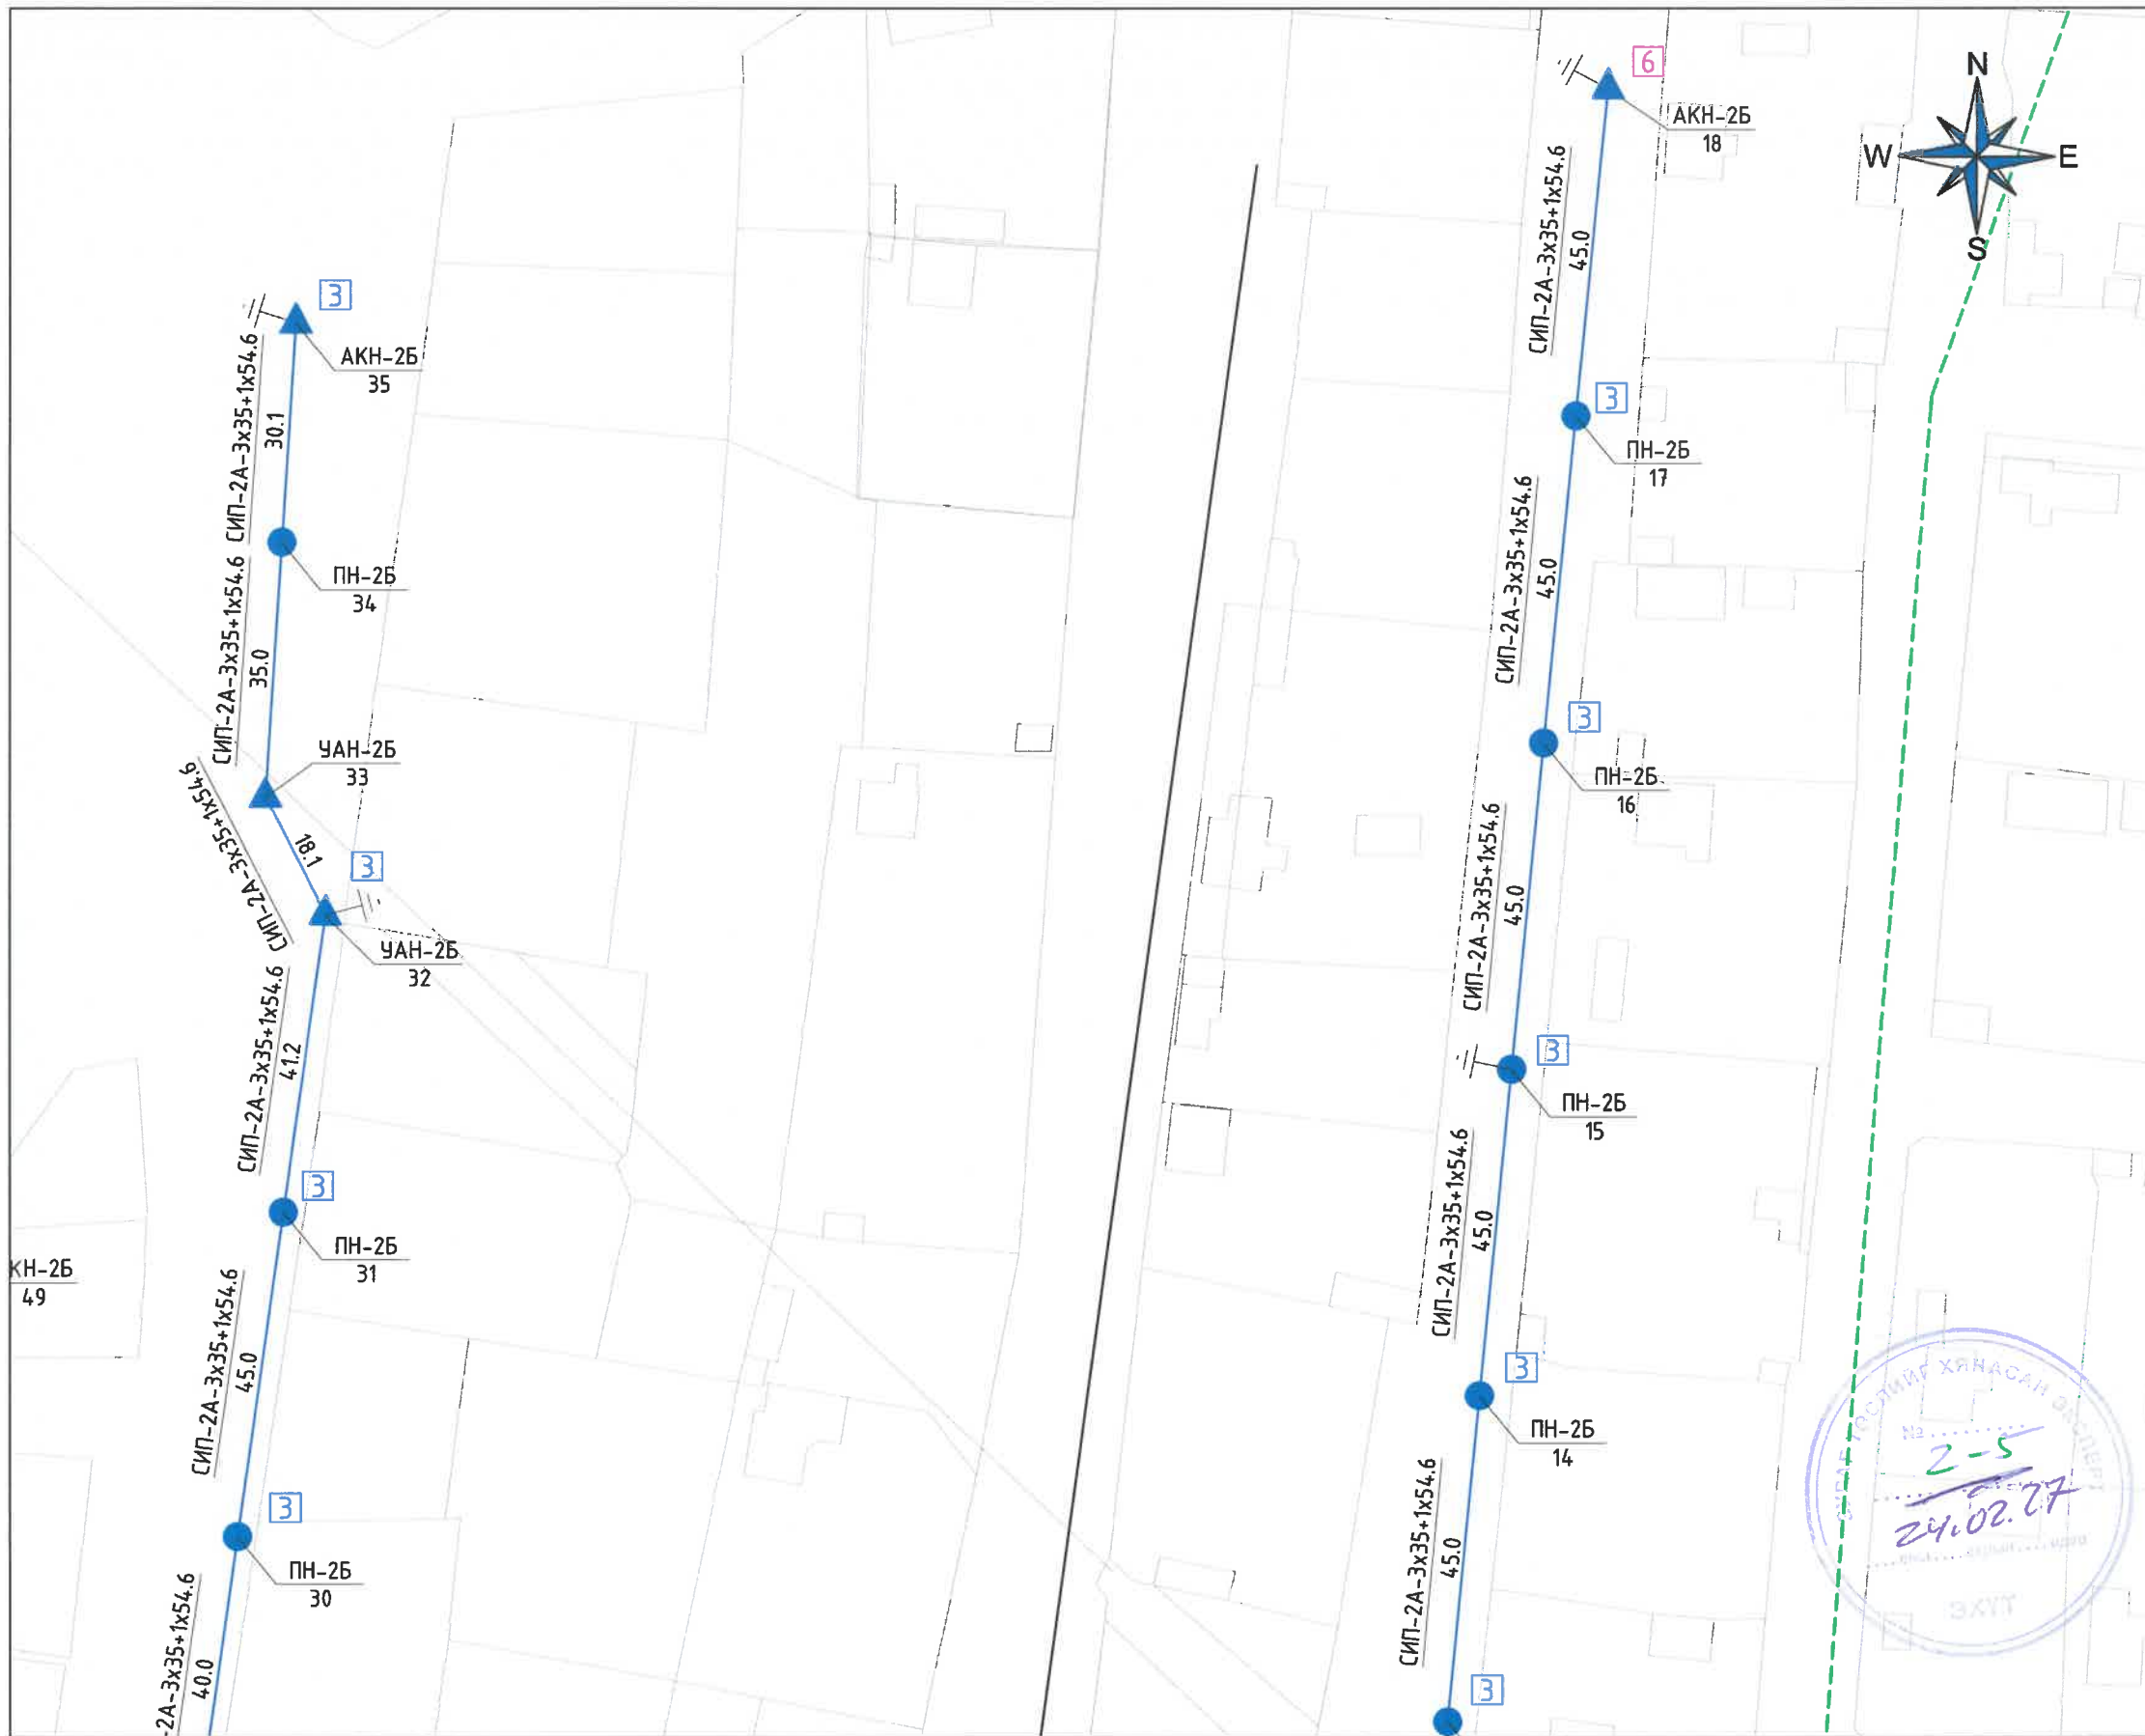 N
W
E
S
6
АКН-2Б
18
СИП-2А-3х35+1х54.6
45.0
3
ПН-2Б
17
СИП-2А-3х35+1х54.6
45.0
3
ПН-2Б
16
СИП-2А-3х35+1х54.6
45.0
3
ПН-2Б
15
СИП-2А-3х35+1х54.6
45.0
3
ПН-2Б
14
СИП-2А-3х35+1х54.6
45.0
3
3
АКН-2Б
35
СИП-2А-3х35+1х54.6
30.1
ПН-2Б
34
СИП-2А-3х35+1х54.6
35.0
УАН-2Б
33
СИП-2А-3х35+1х54.6
18.1
3
УАН-2Б
32
СИП-2А-3х35+1х54.6
41.2
3
ПН-2Б
31
СИП-2А-3х35+1х54.6
45.0
3
ПН-2Б
30
-2А-3х35+1х54.6
40.0
КН-2Б
49
ХЯНАСАН
№
2-5
24.02.27
ЭХҮТ